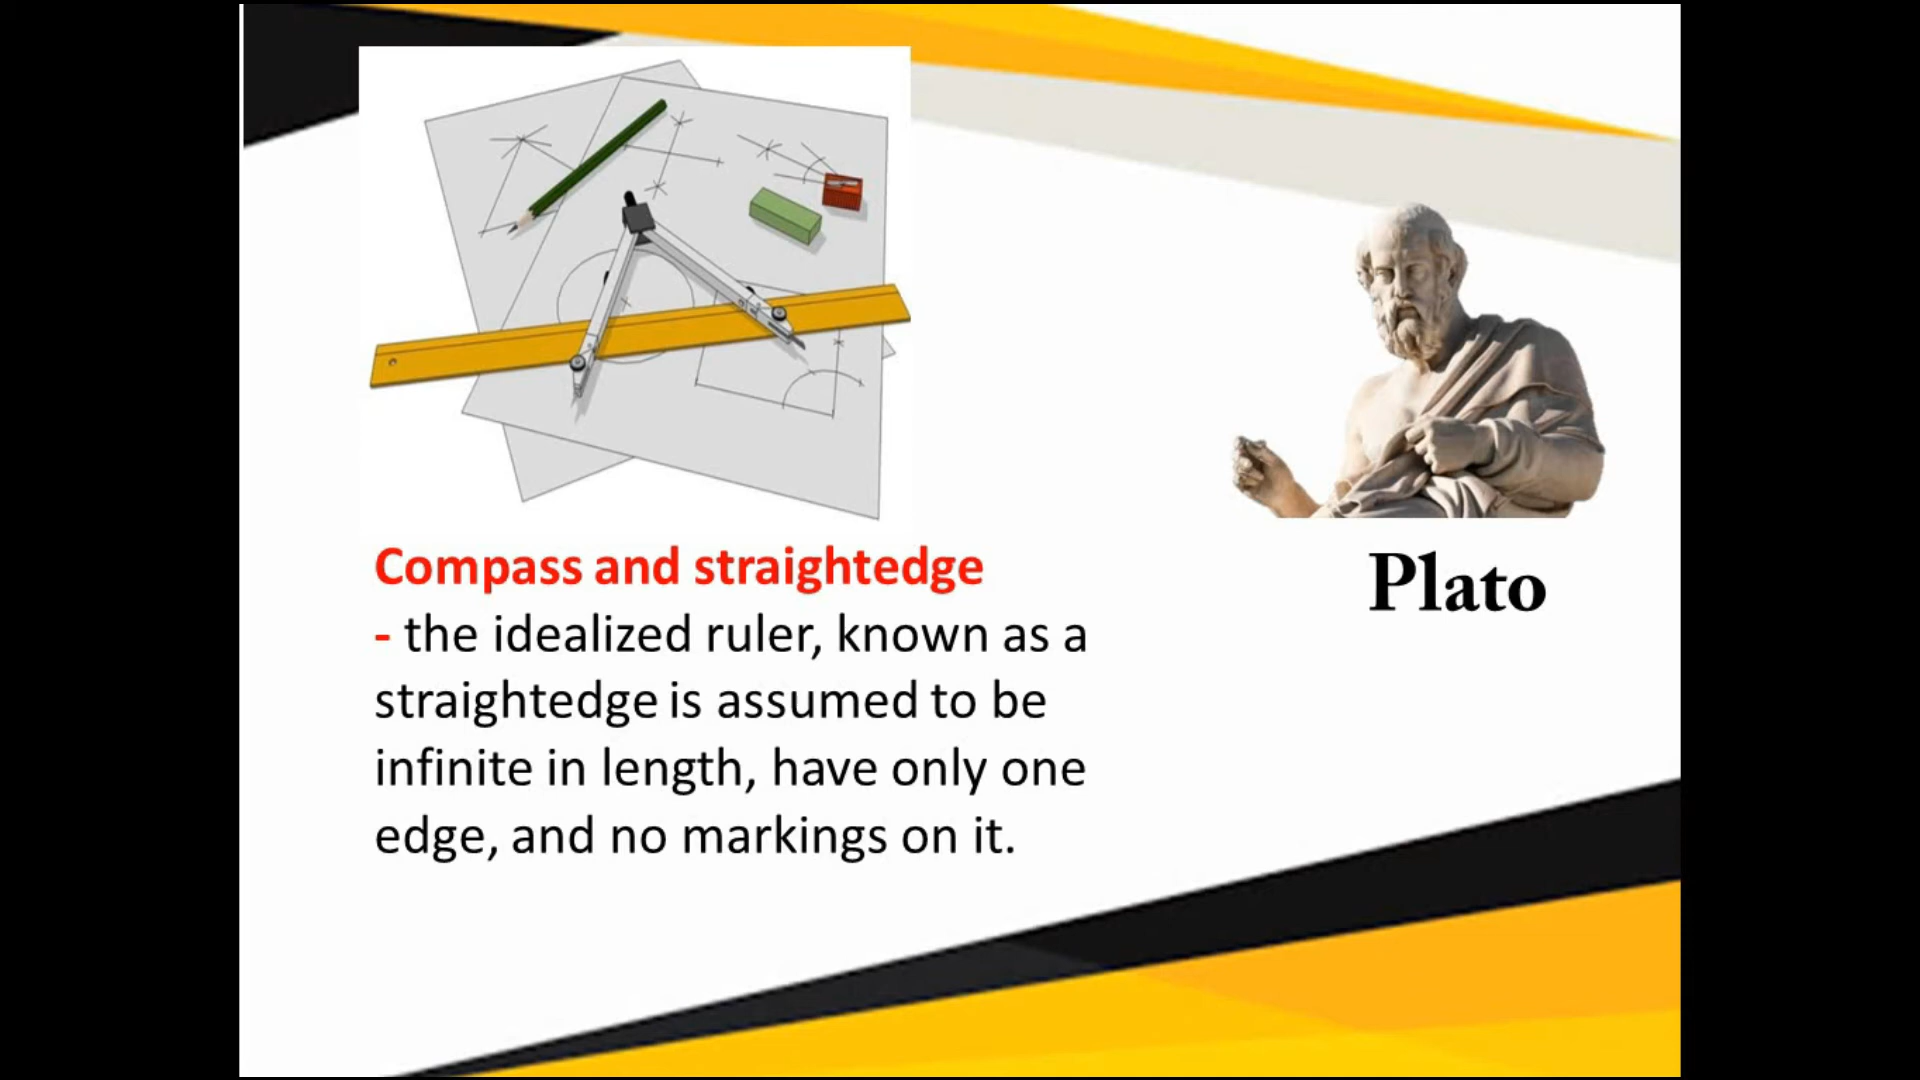 Compass and straightedge
- the idealized ruler, known as a
straightedge is assumed to be
infinite in length, have only one
edge, and no markings on it.
Plato